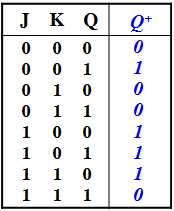 J K Q Q+
0 0 0 0
0 0 1 1
0 1 0 0
0 1 1 0
1 0 0 1
1 0 1 1
1 1 0 1
1 1 1 0